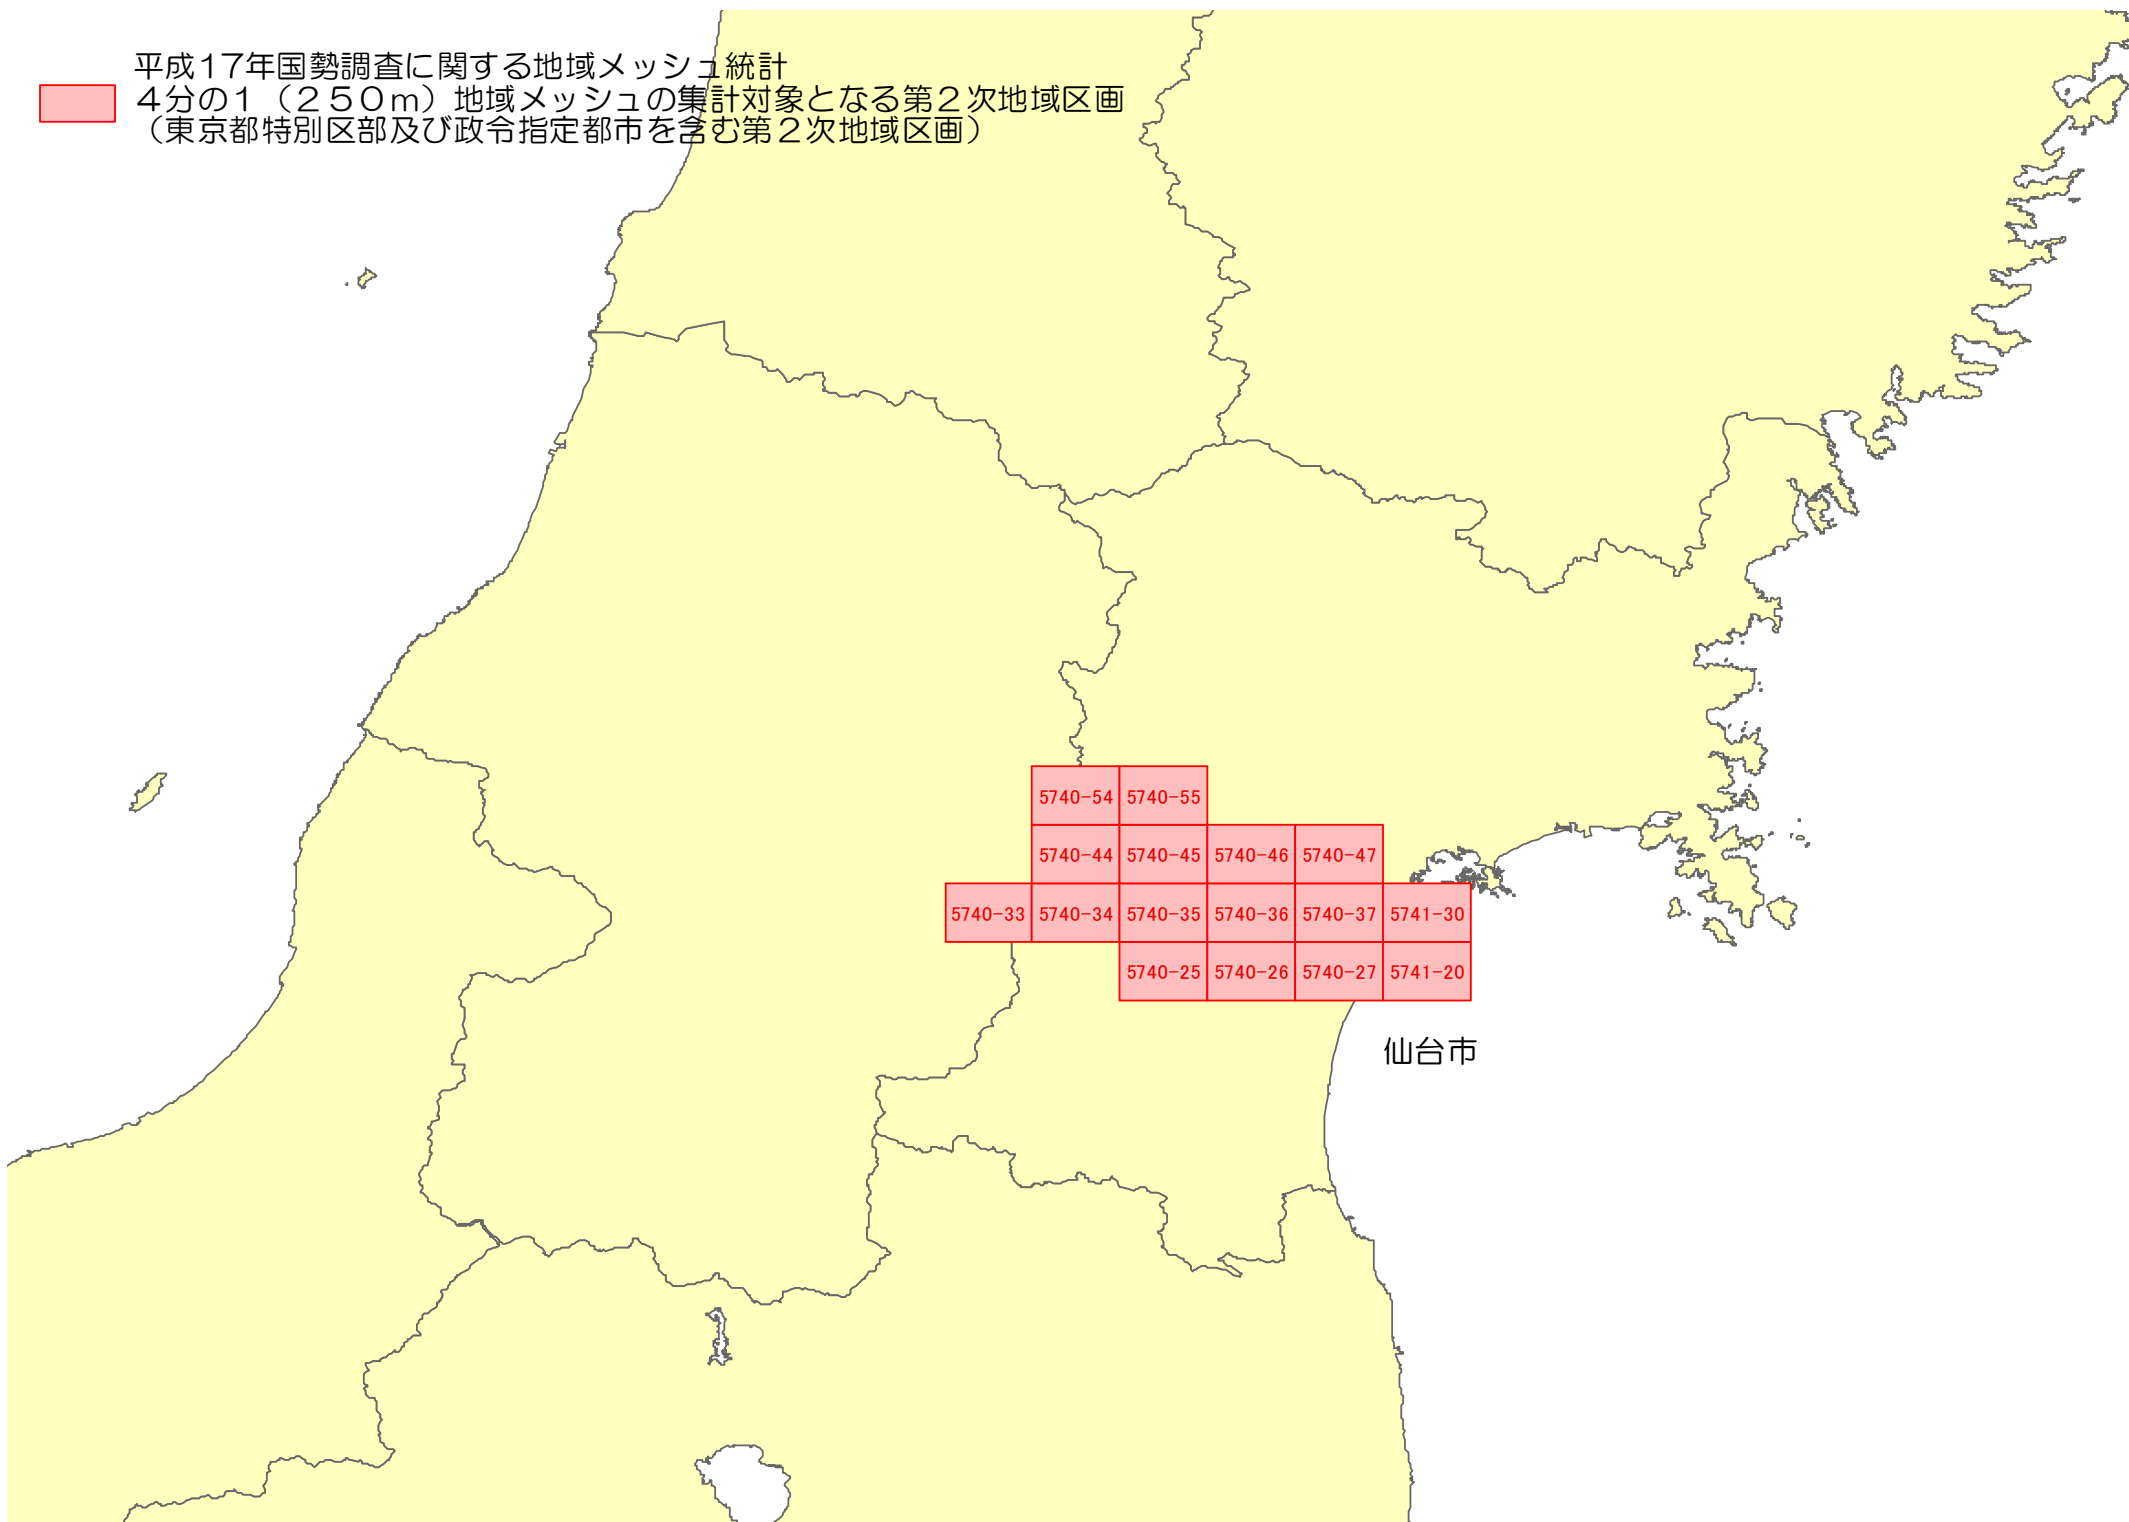 平成17年国勢調査に関する地域メッシュ統計
4分の1（250m）地域メッシュの集計対象となる第2次地域区画
（東京都特別区部及び政令指定都市を含む第2次地域区画）
5740-54 5740-55
5740-44 5740-45 5740-46 5740-47
5740-33 5740-34 5740-35 5740-36 5740-37 5741-30
5740-25 5740-26 5740-27 5741-20
仙台市